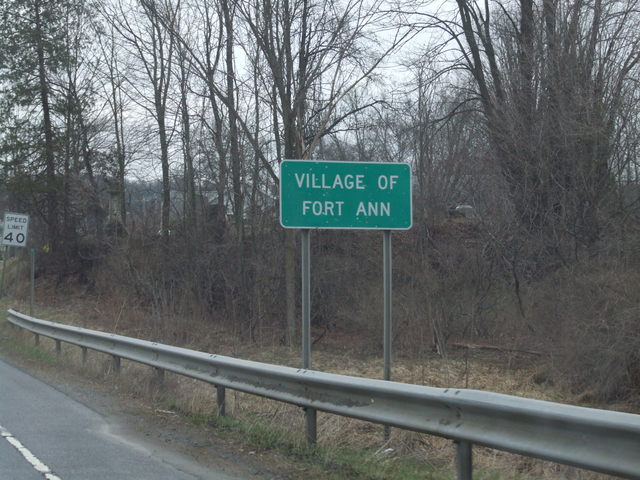 VILLAGE OF
FORT ANN
SPEED
LIMIT
40